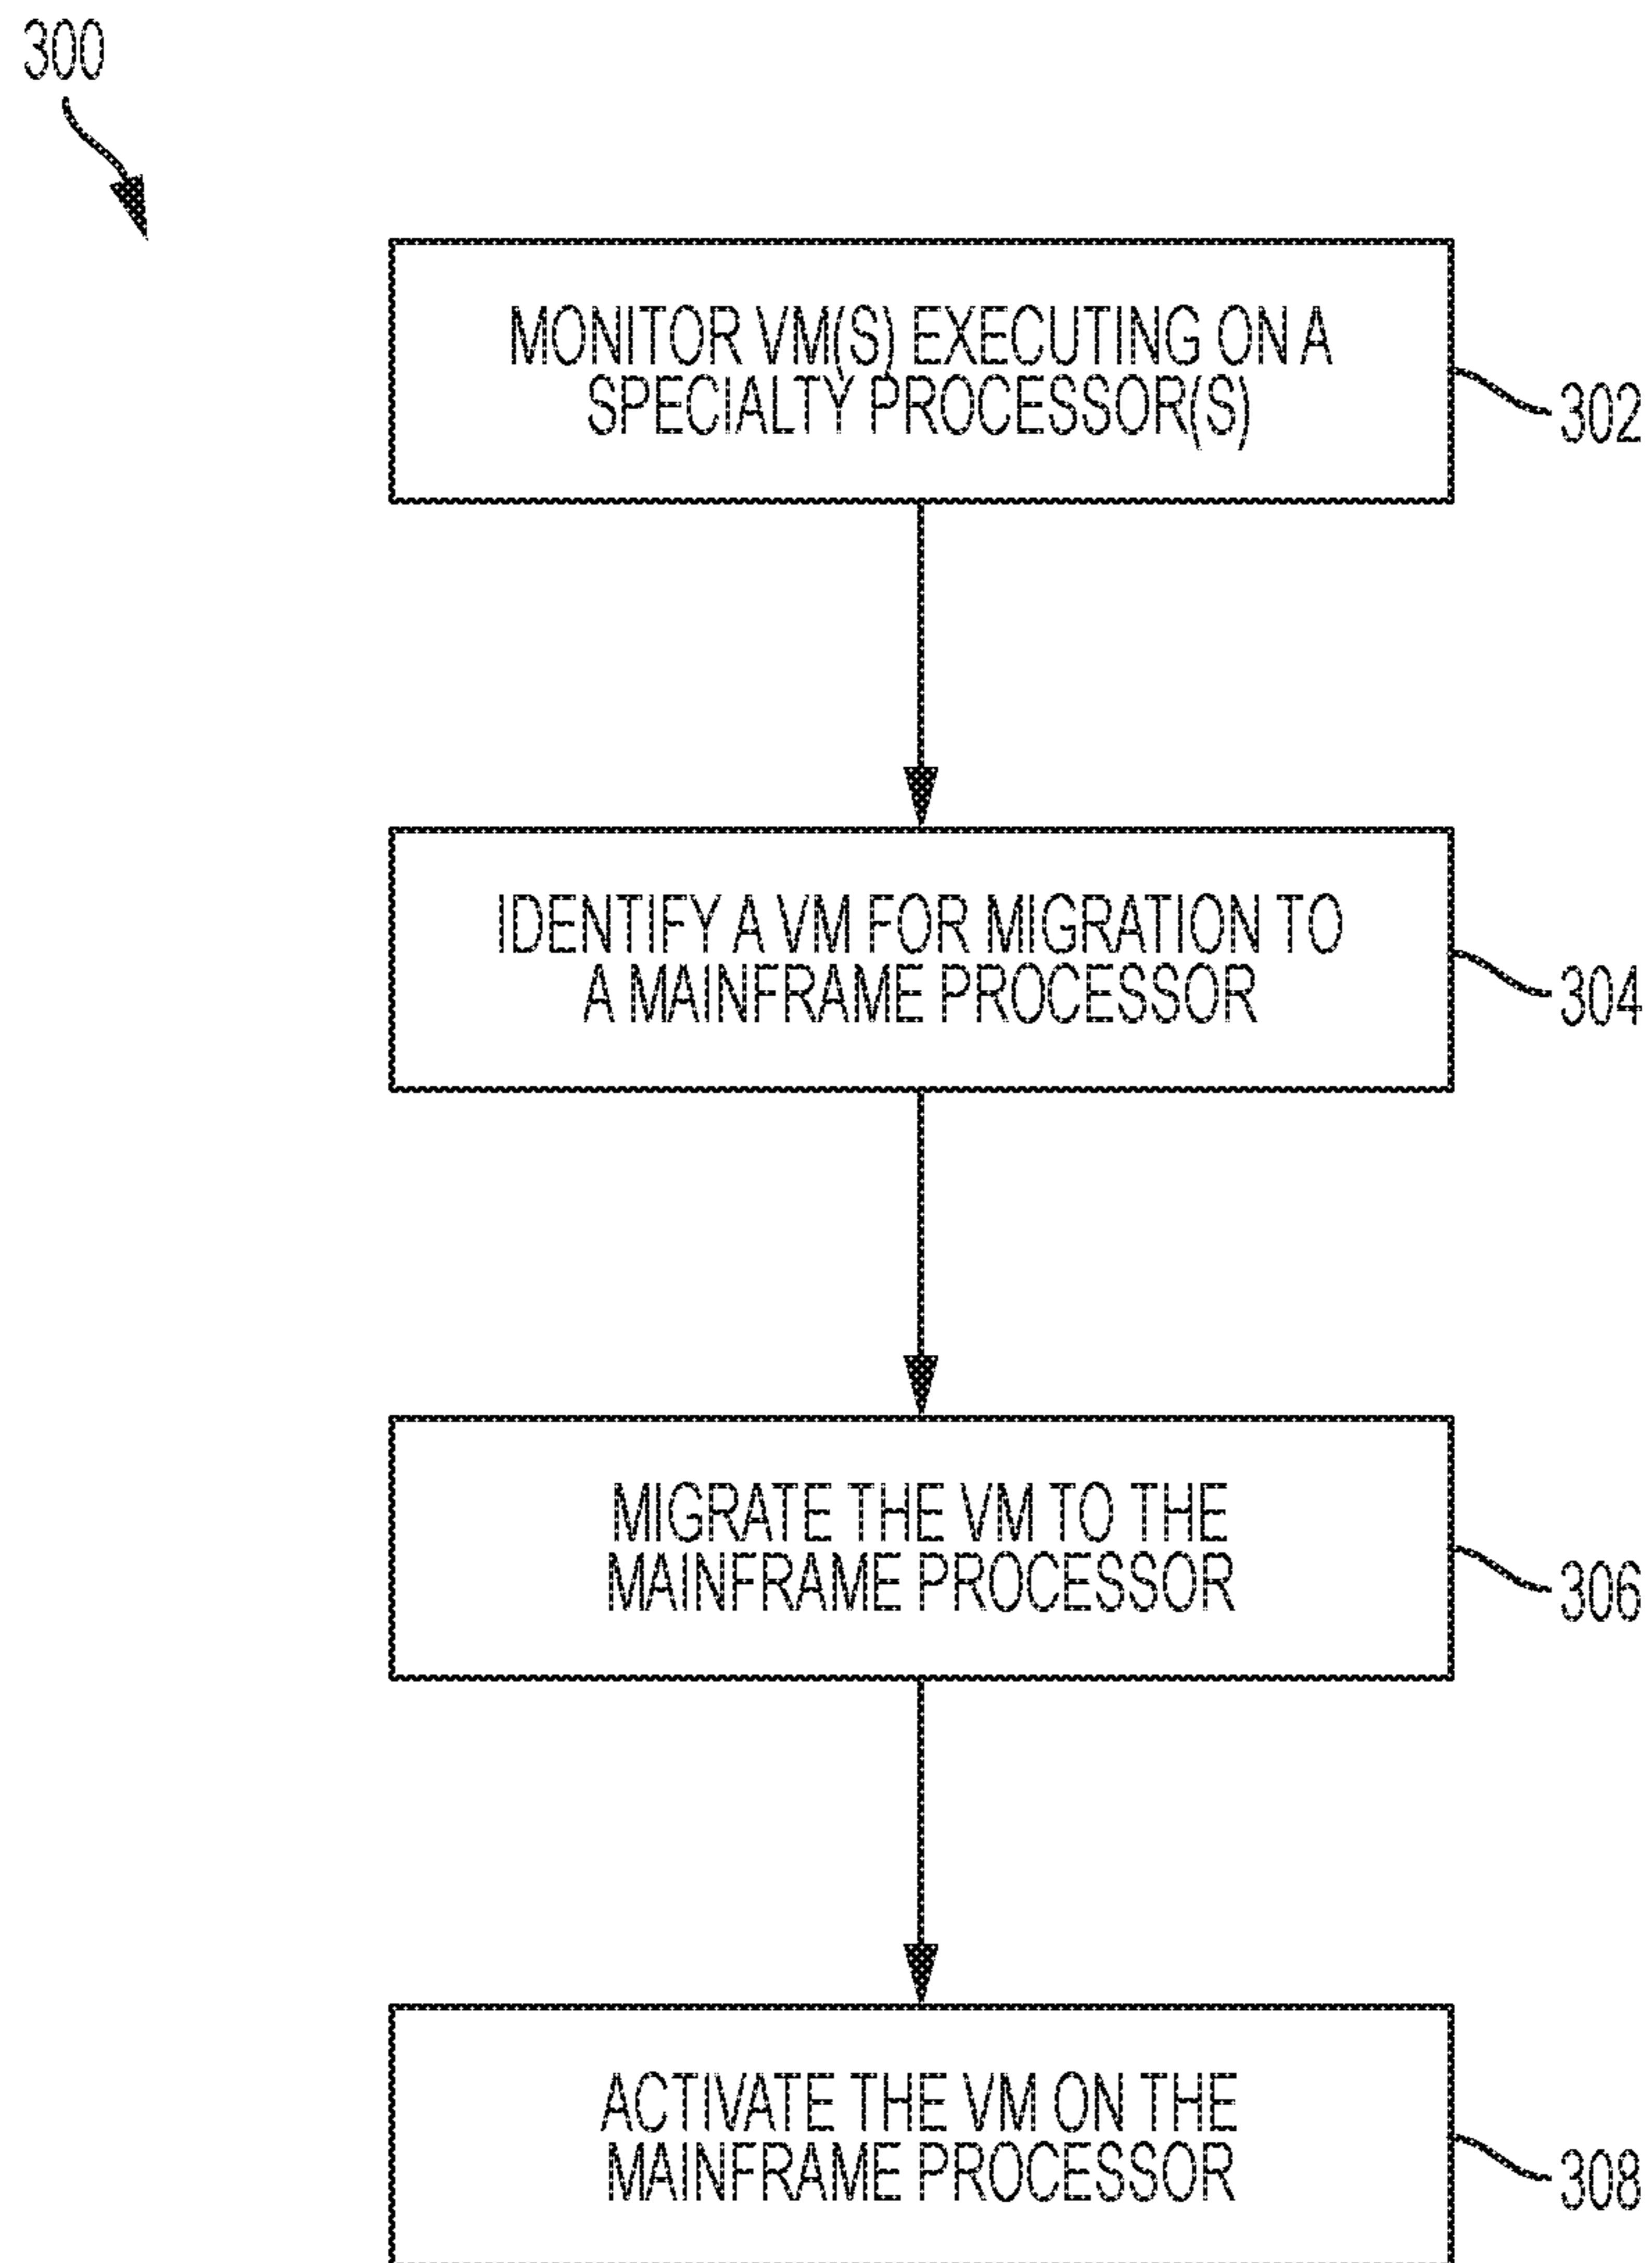 300
MONITOR VM(S) EXECUTING ON A
SPECIALTY PROCESSOR(S)
302
IDENTIFY A VM FOR MIGRATION TO
A MAINFRAME PROCESSOR
304
MIGRATE THE VM TO THE
MAINFRAME PROCESSOR
306
ACTIVATE THE VM ON THE
MAINFRAME PROCESSOR
308